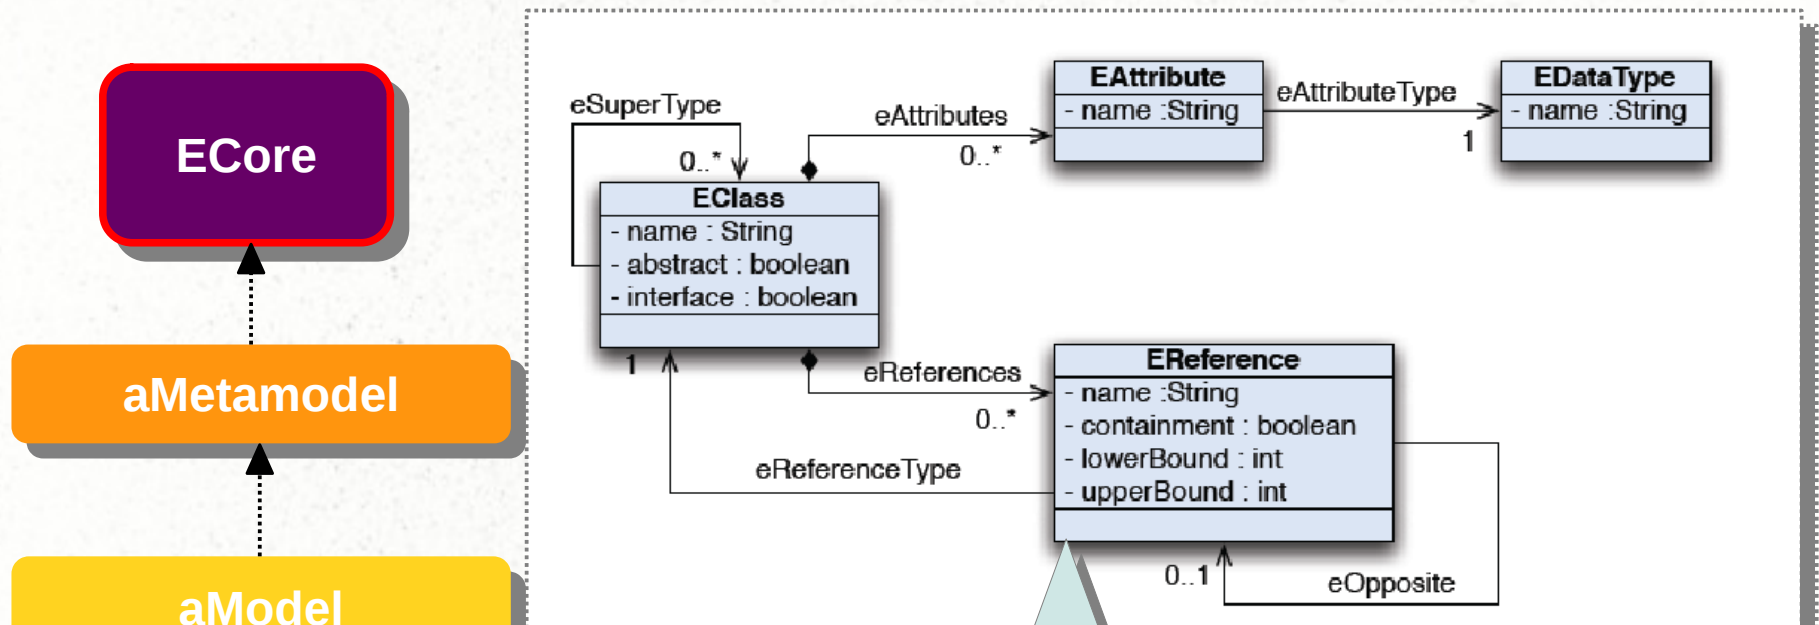 ECore
aMetamodel
aModel
eSuperType
0..*
eAttributes
0..*
EAttribute
- name :String
eAttributeType
1
EDataType
- name :String
EClass
- name : String
- abstract : boolean
- interface : boolean
1
eReferences
0..*
eReferenceType
EReference
- name :String
- containment : boolean
- lowerBound : int
- upperBound : int
0..1
eOpposite